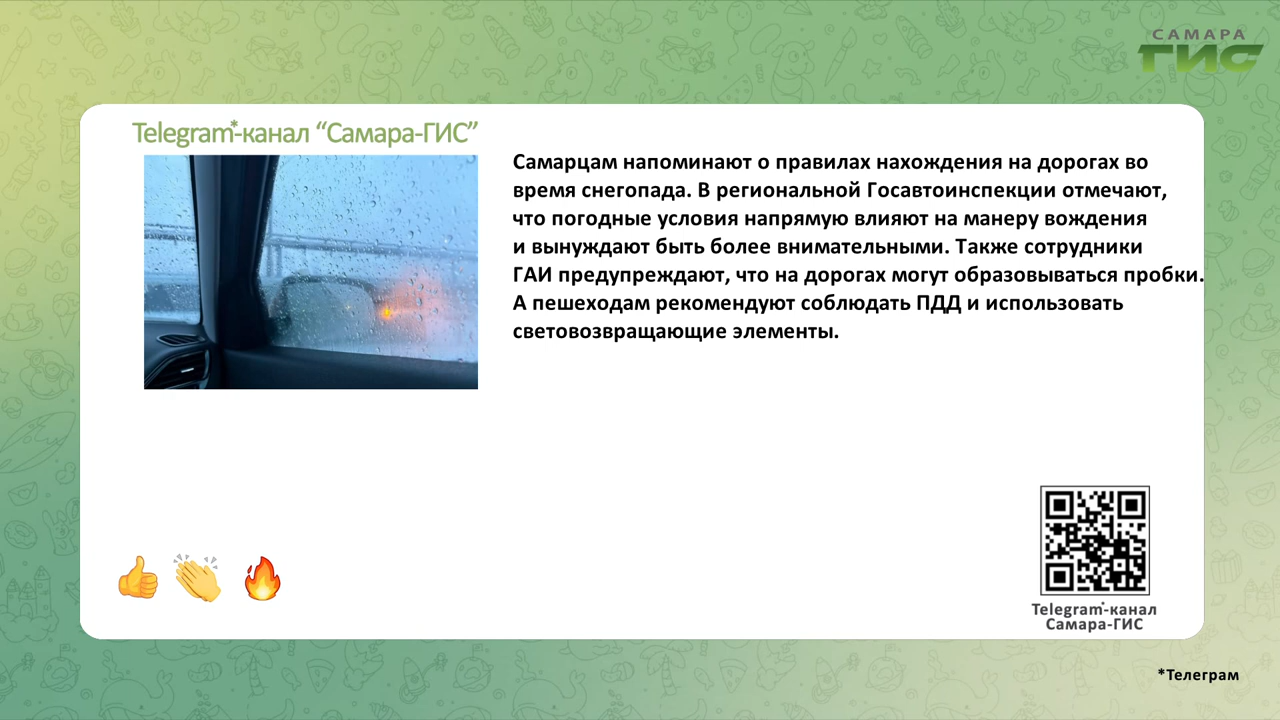 САМАРА
ГИС
Telegram*-канал “Самара-ГИС”
Самарцам напоминают о правилах нахождения на дорогах во
время снегопада. В региональной Госавтоинспекции отмечают,
что погодные условия напрямую влияют на манеру вождения
и вынуждают быть более внимательными. Также сотрудники
ГАИ предупреждают, что на дорогах могут образовываться пробки.
А пешеходам рекомендуют соблюдать ПДД и использовать
световозвращающие элементы.
Telegram*-канал
Самара-ГИС
*Телеграм